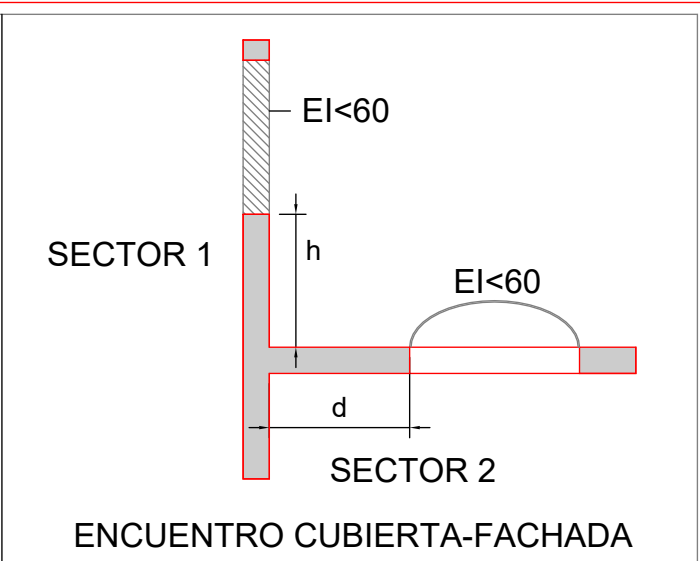 EI<60
SECTOR 1
h
EI<60
d
SECTOR 2
ENCUENTRO CUBIERTA-FACHADA